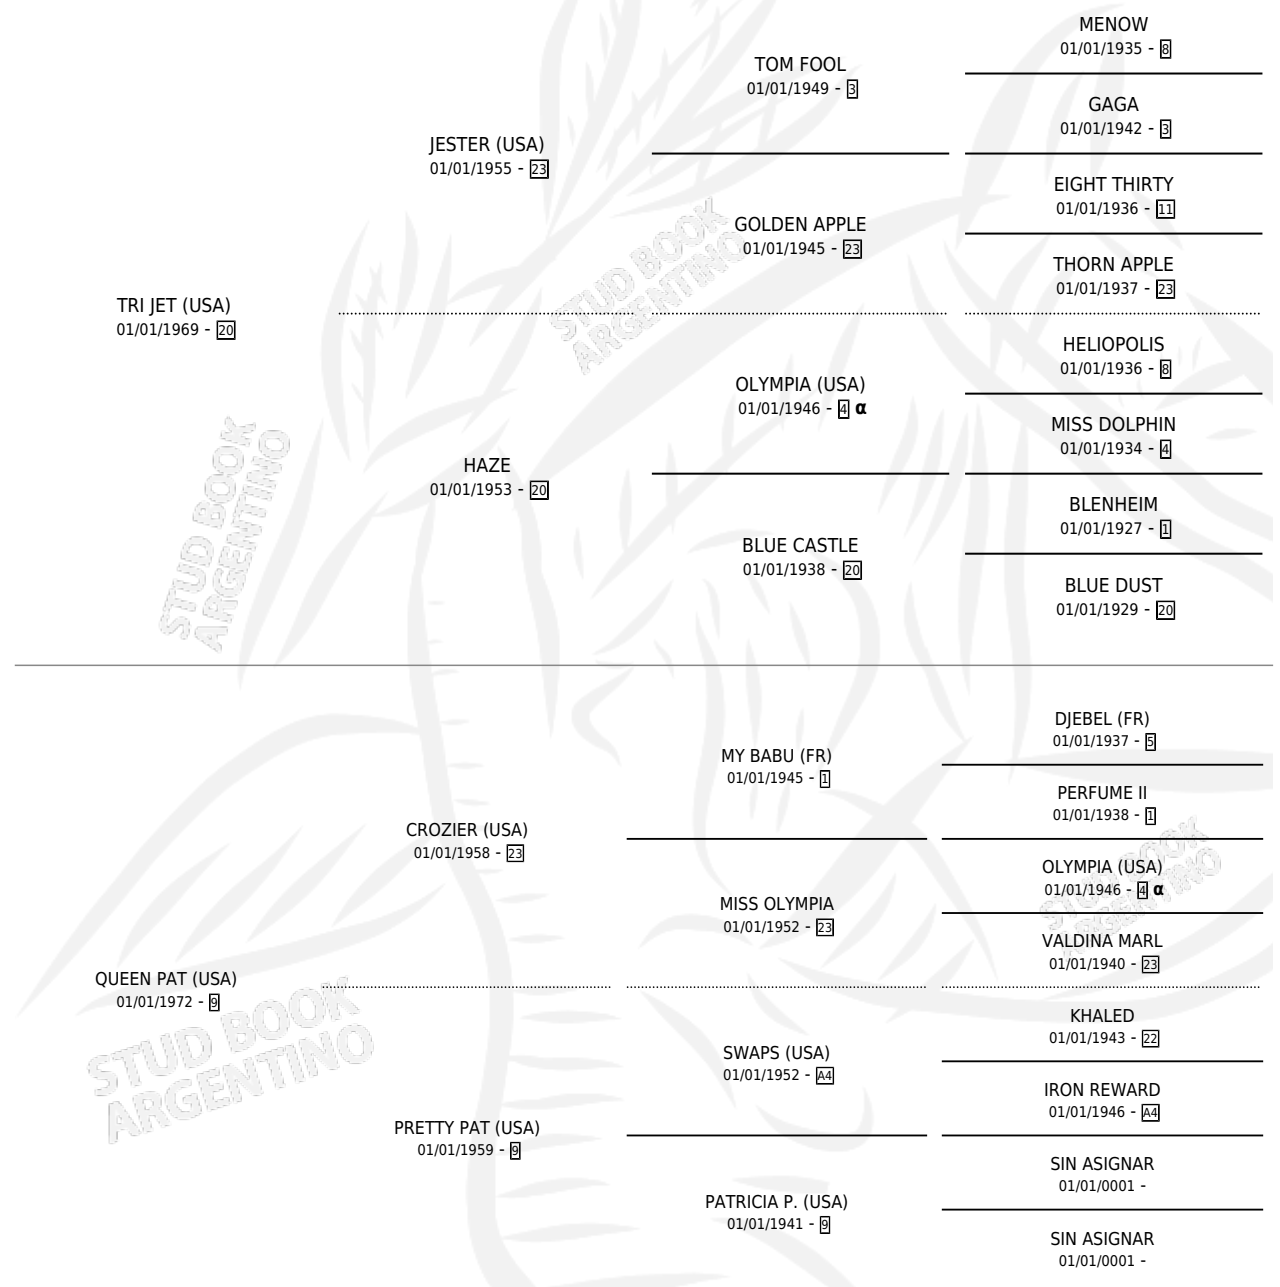 MENOW
01/01/1935 - 8
TOM FOOL
01/01/1949 - 3
GAGA
01/01/1942 - 3
JESTER (USA)
01/01/1955 - 23
EIGHT THIRTY
01/01/1936 - 11
GOLDEN APPLE
01/01/1945 - 23
THORN APPLE
01/01/1937 - 23
TRI JET (USA)
01/01/1969 - 20
HELIOPOLIS
01/01/1936 - 8
OLYMPIA (USA)
01/01/1946 - 4 α
MISS DOLPHIN
01/01/1934 - 4
HAZE
01/01/1953 - 20
BLENHEIM
01/01/1927 - 1
BLUE CASTLE
01/01/1938 - 20
BLUE DUST
01/01/1929 - 20
DJEBEL (FR)
01/01/1937 - 5
MY BABU (FR)
01/01/1945 - 1
PERFUME II
01/01/1938 - 1
CROZIER (USA)
01/01/1958 - 23
OLYMPIA (USA)
01/01/1946 - 4 α
MISS OLYMPIA
01/01/1952 - 23
VALDINA MARL
01/01/1940 - 23
QUEEN PAT (USA)
01/01/1972 - 9
KHALED
01/01/1943 - 22
SWAPS (USA)
01/01/1952 - A4
IRON REWARD
01/01/1946 - A4
PRETTY PAT (USA)
01/01/1959 - 9
SIN ASIGNAR
01/01/0001 -
PATRICIA P. (USA)
01/01/1941 - 9
SIN ASIGNAR
01/01/0001 -
STUD BOOK
ARGENTINO
STUD BOOK
ARGENTINO
STUD BOOK
ARGENTINO
STUD BOOK
ARGENTINO